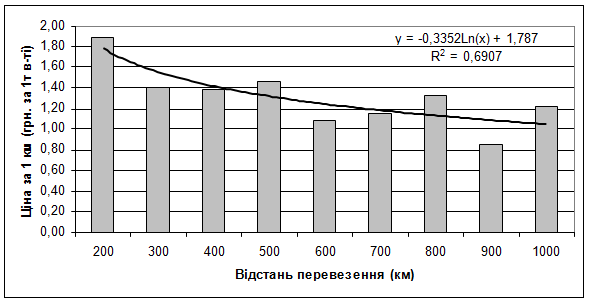 y = -0,3352Ln(x) + 1,787
R2 = 0,6907
2,00
1,80
1,60
1,40
1,20
1,00
0,80
0,60
0,40
0,20
0,00
Ціна за 1 км (грн. за 1т в-ті)
200 300 400 500 600 700 800 900 1000
Відстань перевезення (км)